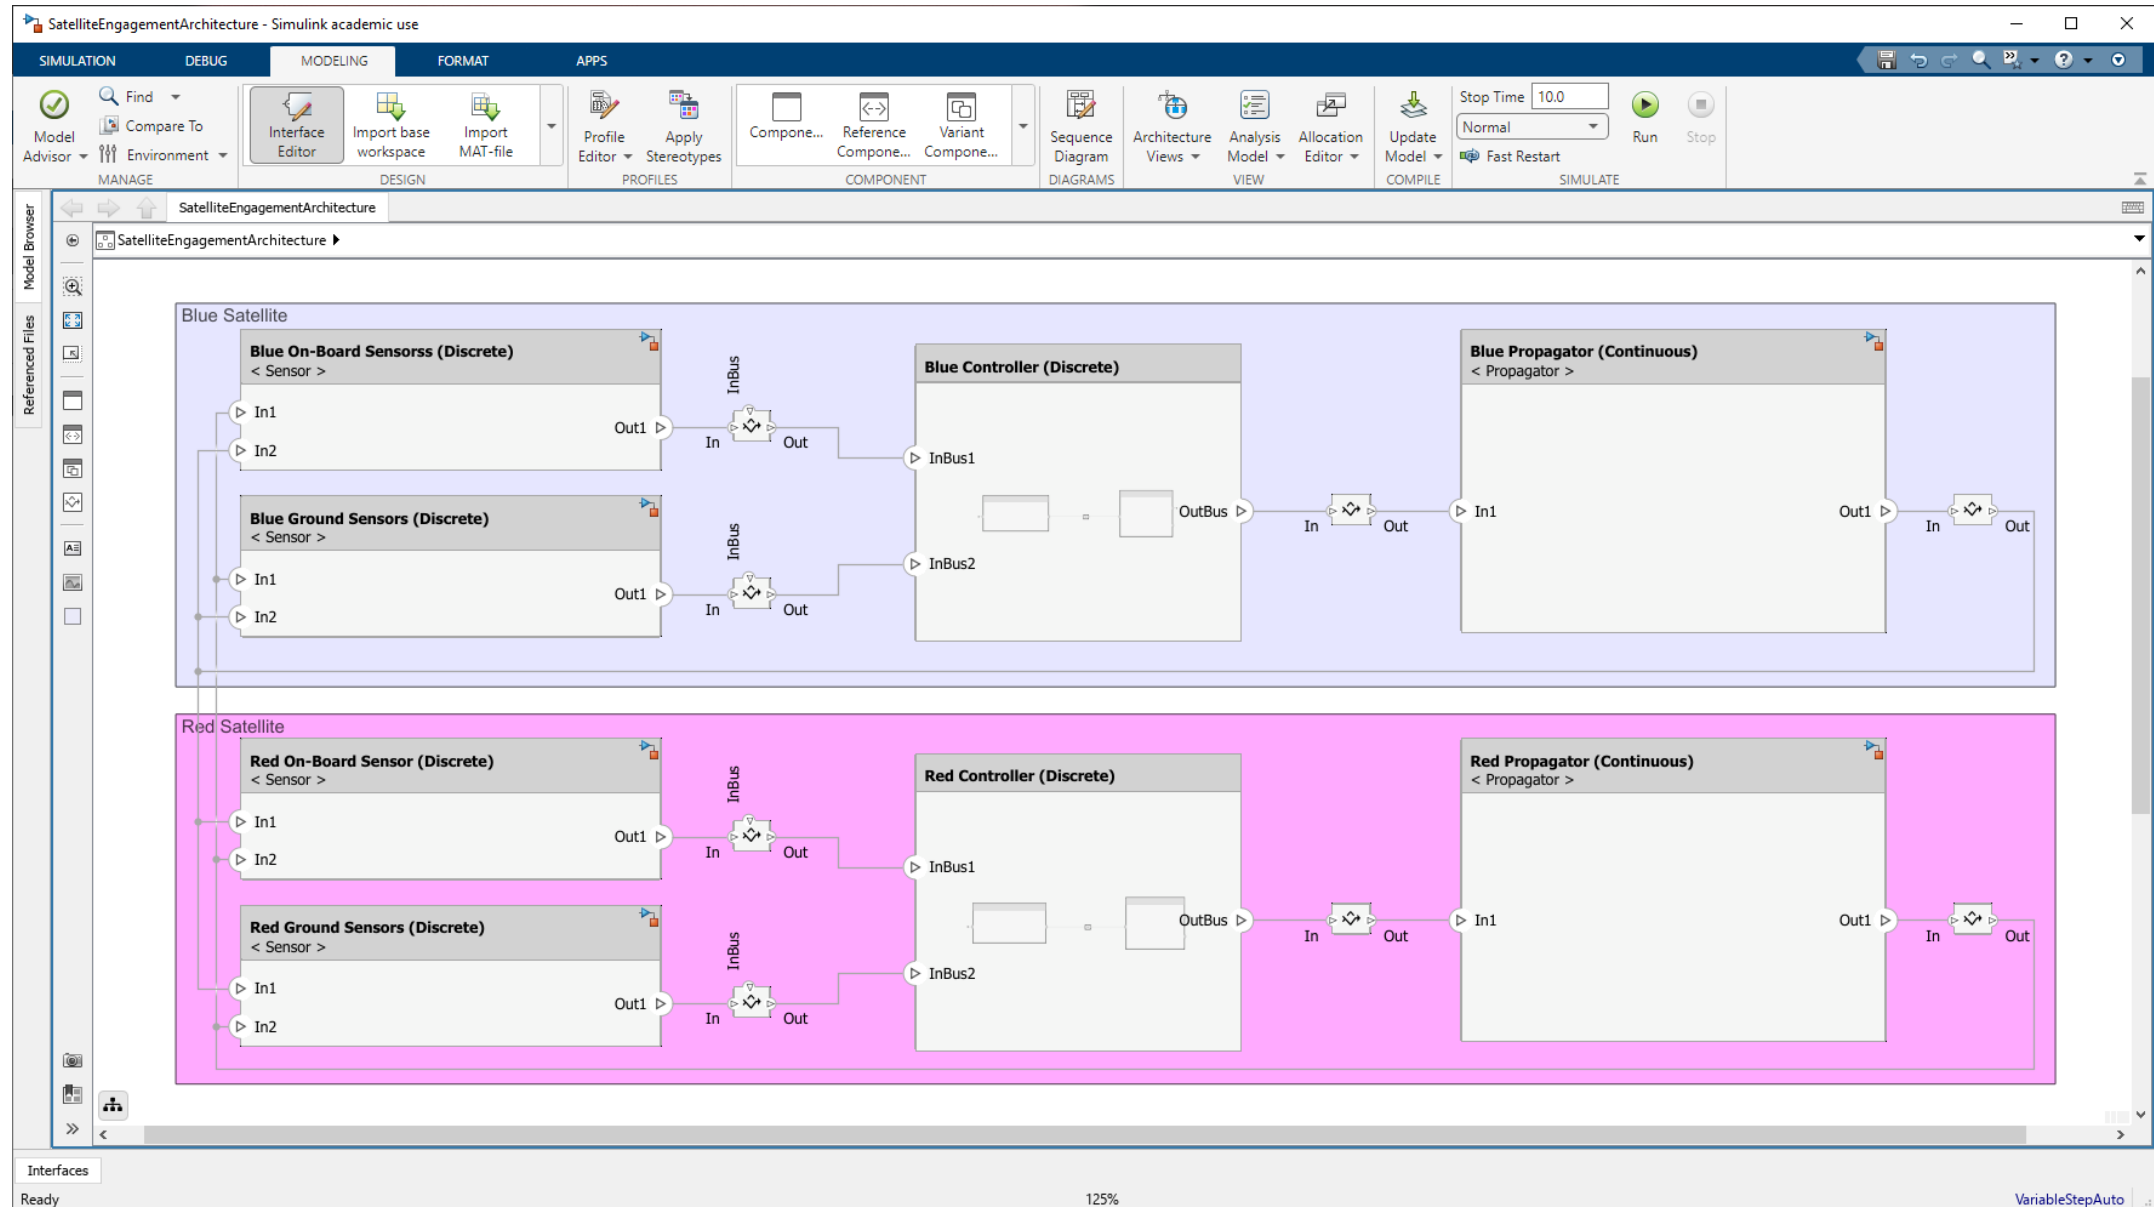 SatelliteEngagementArchitecture - Simulink academic use
SIMULATION DEBUG MODELING FORMAT APPS
Model Advisor
Find
Compare To
Environment
MANAGE
Interface Editor
Import base workspace
Import MAT-file
DESIGN
Profile Editor
Apply Stereotypes
PROFILES
Compone...
Reference Compone...
Variant Compone...
COMPONENT
Sequence Diagram
DIAGRAMS
Architecture Views
Analysis Model
Allocation Editor
VIEW
Update Model
COMPILE
Stop Time 10.0
Normal
Fast Restart
Run
Stop
SIMULATE
Model Browser
Referenced Files
SatelliteEngagementArchitecture
SatelliteEngagementArchitecture
Blue Satellite
Blue On-Board Sensorss (Discrete)
< Sensor >
In1
In2
Out1
InBus
In
Out
Blue Ground Sensors (Discrete)
< Sensor >
In1
In2
Out1
InBus
In
Out
Blue Controller (Discrete)
InBus1
InBus2
OutBus
In
Out
Blue Propagator (Continuous)
< Propagator >
In1
Out1
In
Out
Red Satellite
Red On-Board Sensor (Discrete)
< Sensor >
In1
In2
Out1
InBus
In
Out
Red Ground Sensors (Discrete)
< Sensor >
In1
In2
Out1
InBus
In
Out
Red Controller (Discrete)
InBus1
InBus2
OutBus
In
Out
Red Propagator (Continuous)
< Propagator >
In1
Out1
In
Out
Interfaces
Ready
125%
VariableStepAuto